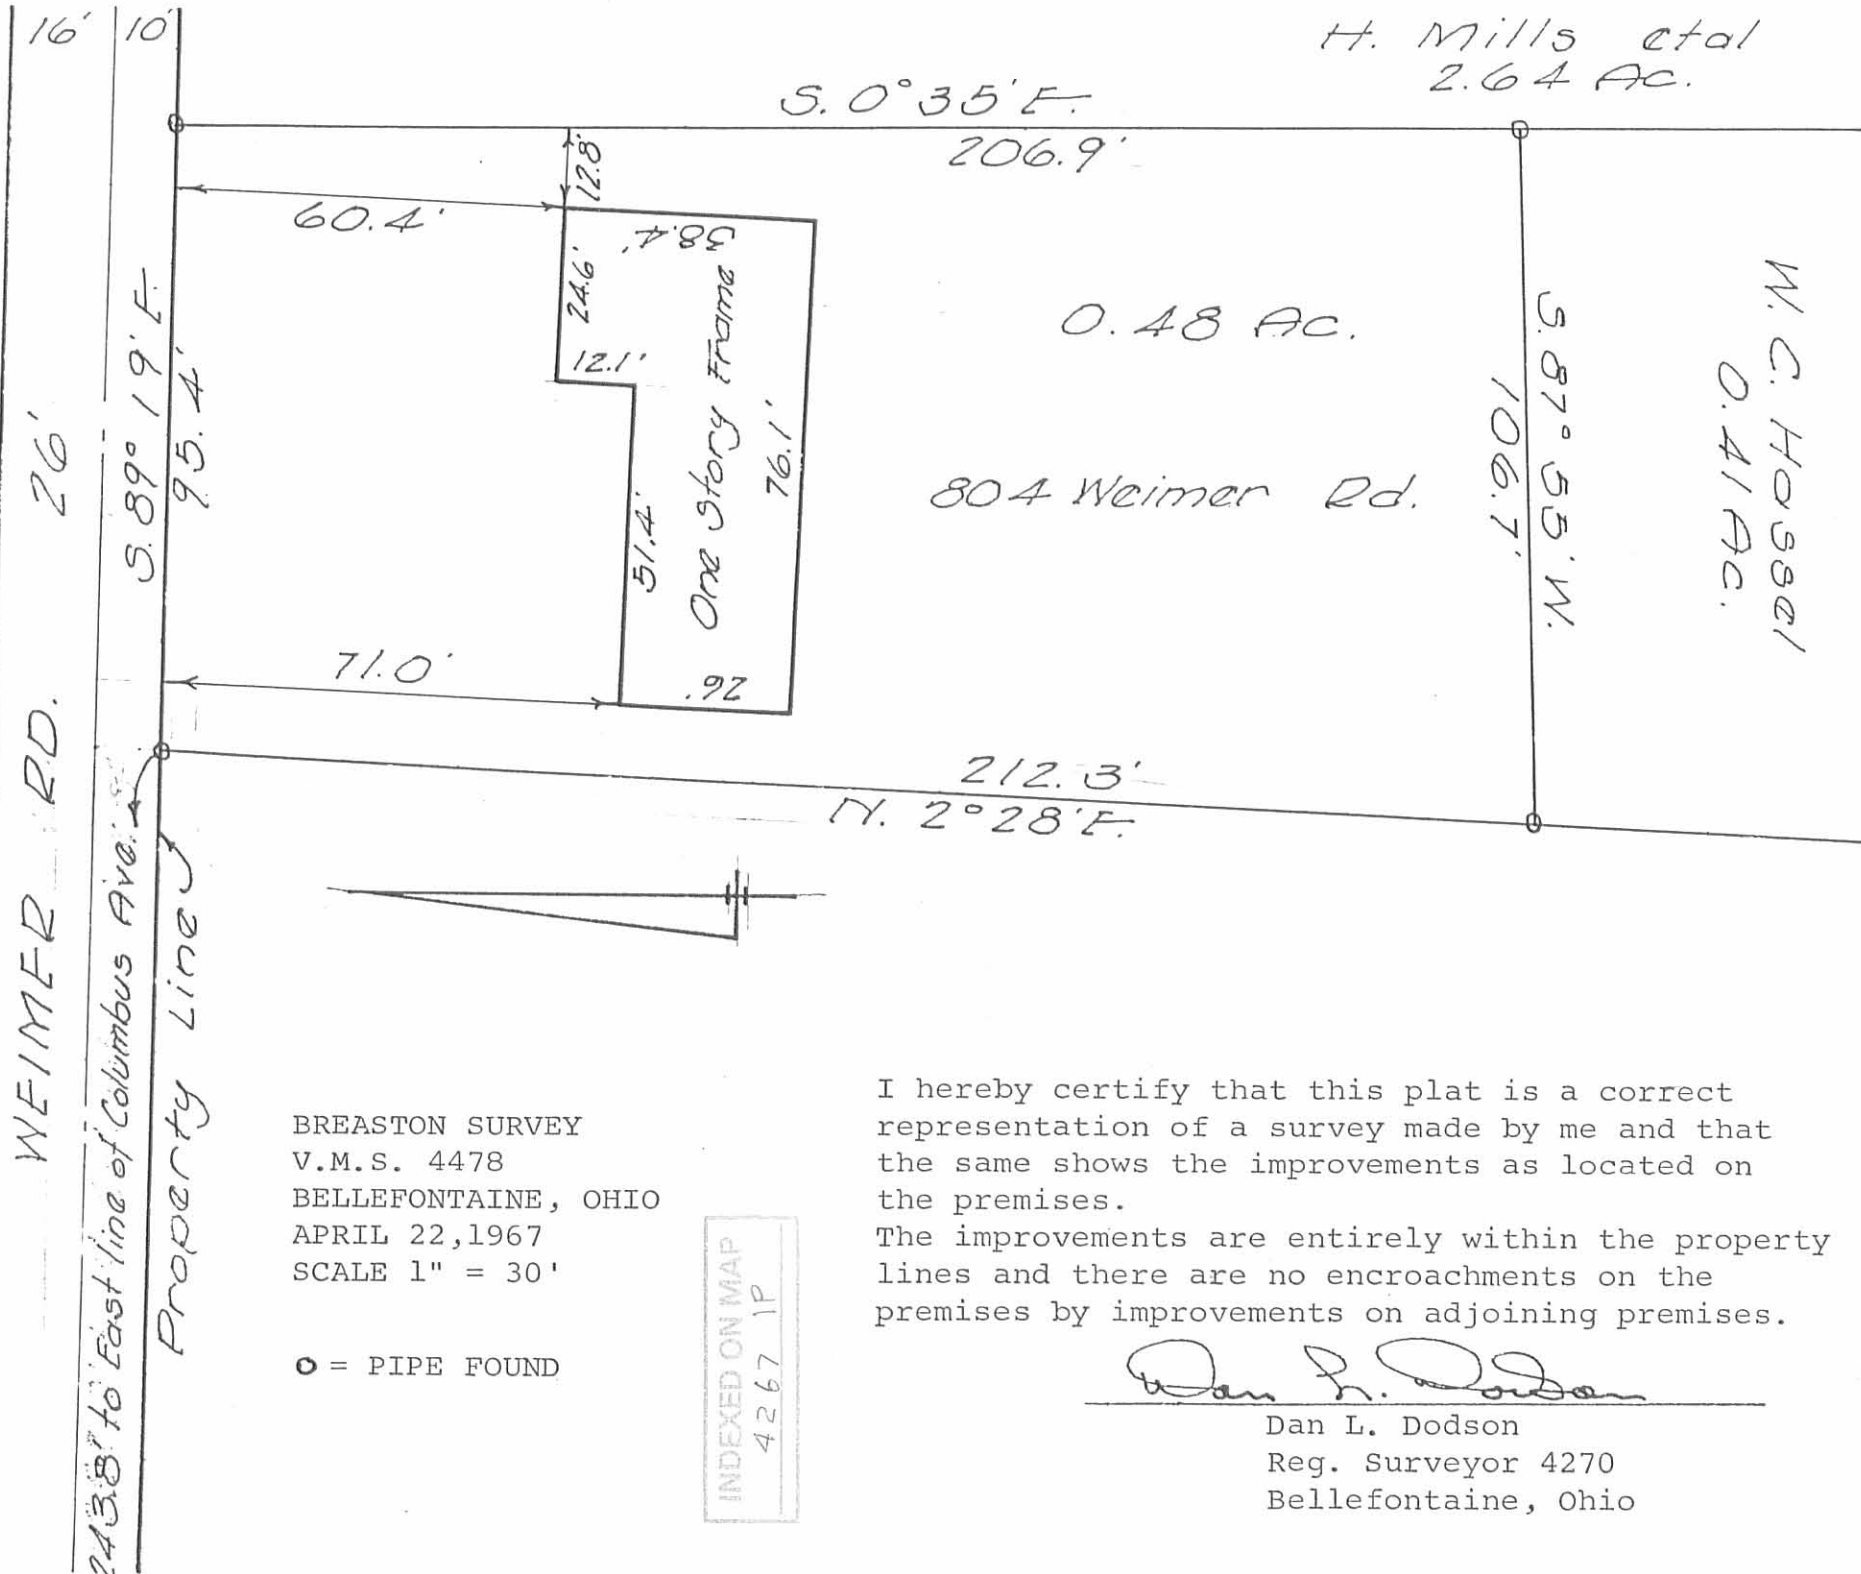 16' 10'
H. Mills etal
2.64 Ac.
S. 0° 35' E.
206.9'
12.8'
60.4'
38.4'
24.6'
12.1'
One Story Frame
76.1'
51.4'
26'
71.0'
0.48 Ac.
804 Weimer Rd.
S. 87° 55' W.
106.7'
W. C. Hossel
0.41 Ac.
S. 89° 19' E.
95.4'
26'
WEIMER RD.
212.3'
N. 2° 28' E.
243.8' to East line of Columbus Ave.
Property Line
BREASTON SURVEY
V.M.S. 4478
BELLEFONTAINE, OHIO
APRIL 22,1967
SCALE 1" = 30'
O = PIPE FOUND
INDEXED ON MAP
4267 IP
I hereby certify that this plat is a correct
representation of a survey made by me and that
the same shows the improvements as located on
the premises.
The improvements are entirely within the property
lines and there are no encroachments on the
premises by improvements on adjoining premises.
Dan L. Dodson
Dan L. Dodson
Reg. Surveyor 4270
Bellefontaine, Ohio